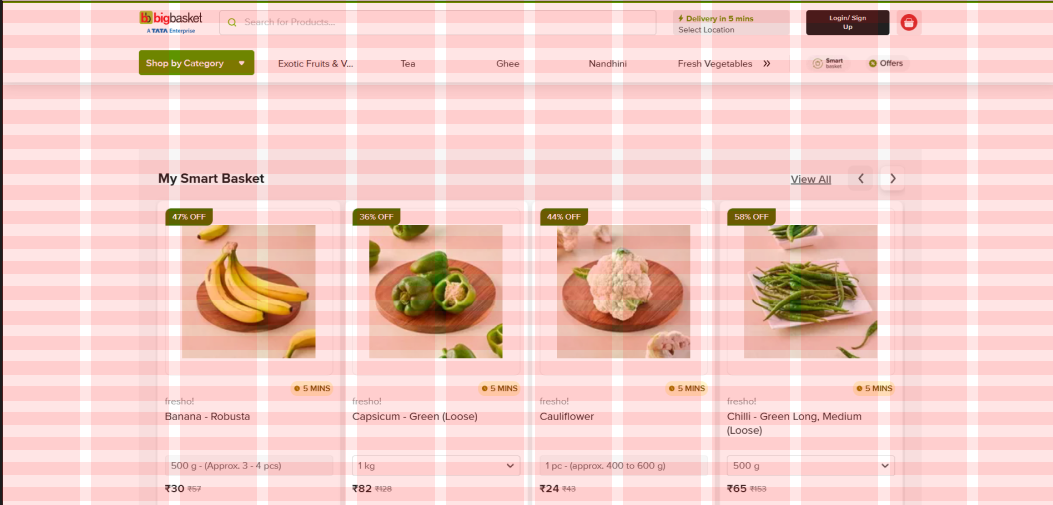 bb bigbasket
A TATA Enterprise
Search for Products...
Delivery in 5 mins
Select Location
Login/ Sign
Up
Shop by Category
Exotic Fruits & V...
Tea
Ghee
Nandhini
Fresh Vegetables
Smart
basket
Offers
My Smart Basket
View All
47% OFF
36% OFF
44% OFF
58% OFF
5 MINS
5 MINS
5 MINS
5 MINS
fresho!
fresho!
fresho!
fresho!
Banana - Robusta
Capsicum - Green (Loose)
Cauliflower
Chilli - Green Long, Medium
(Loose)
500 g - (Approx. 3 - 4 pcs)
1 kg
1 pc - (approx. 400 to 600 g)
500 g
₹30 ₹57
₹82 ₹128
₹24 ₹43
₹65 ₹153